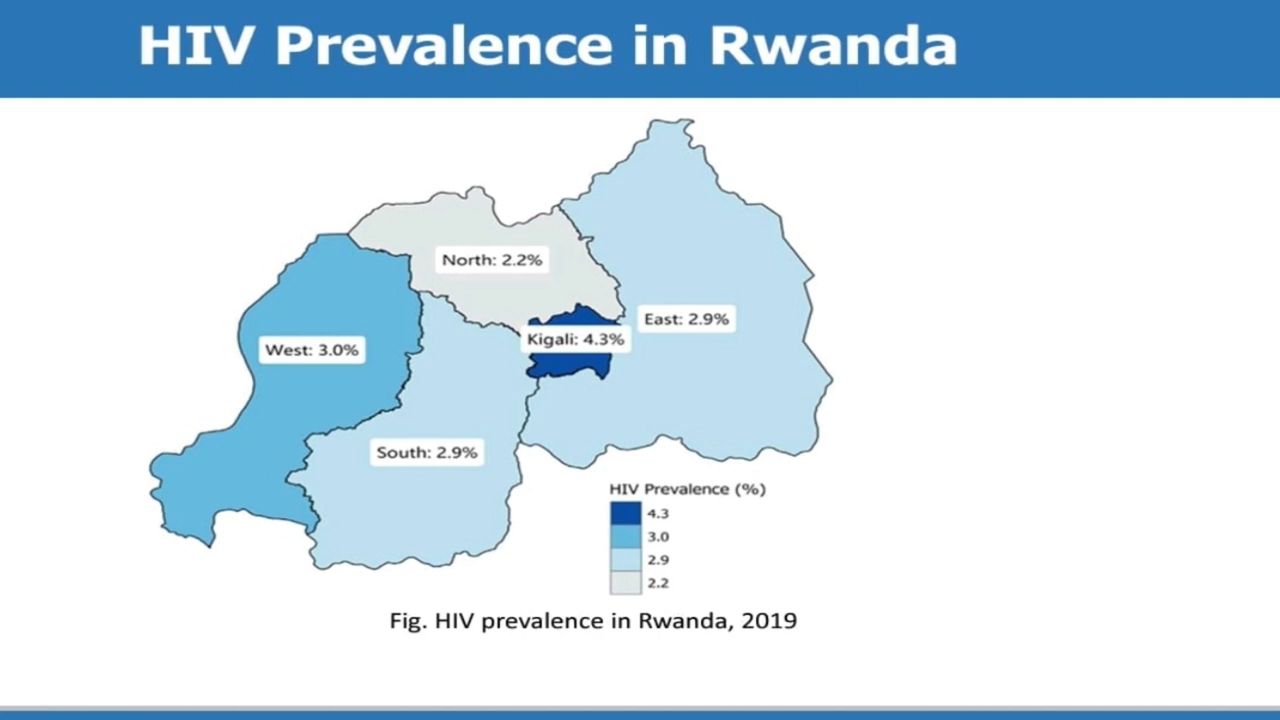 HIV Prevalence in Rwanda
North: 2.2%
East: 2.9%
Kigali: 4.3%
West: 3.0%
South: 2.9%
HIV Prevalence (%)
4.3
3.0
2.9
2.2
Fig. HIV prevalence in Rwanda, 2019